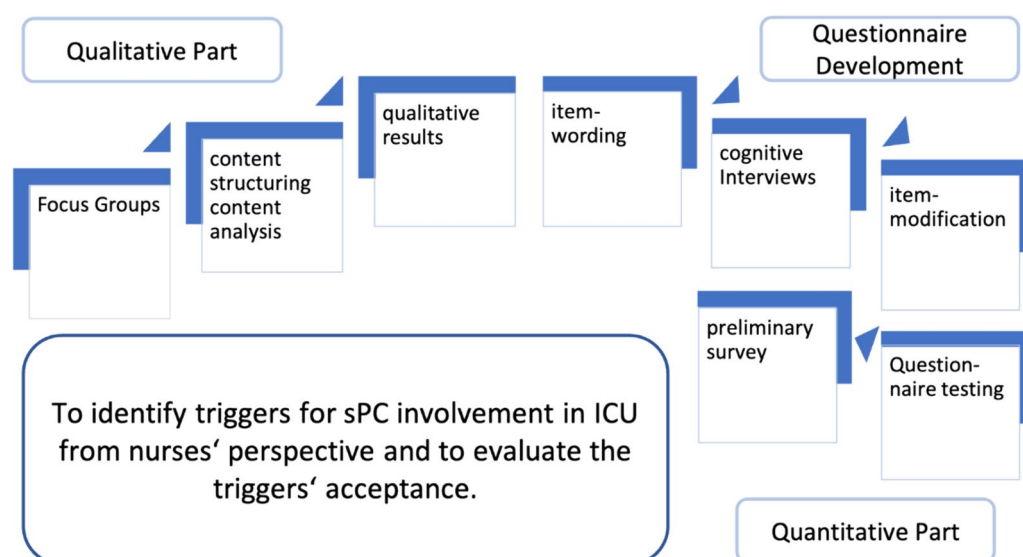 Qualitative Part
Questionnaire
Development
Focus Groups
content
structuring
content
analysis
qualitative
results
item-
wording
cognitive
Interviews
item-
modification
preliminary
survey
Question-
naire testing
To identify triggers for sPC involvement in ICU
from nurses‘ perspective and to evaluate the
triggers‘ acceptance.
Quantitative Part